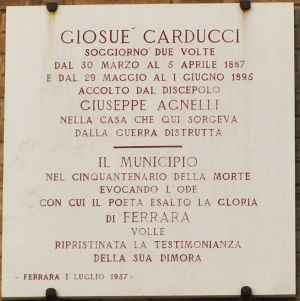 GIOSUE' CARDUCCI
SOGGIORNO' DUE VOLTE
DAL 30 MARZO AL 5 APRILE 1887
E DAL 29 MAGGIO AL 1 GIUGNO 1895
ACCOLTO DAL DISCEPOLO
GIUSEPPE AGNELLI
NELLA CASA CHE QUI SORGEVA
DALLA GUERRA DISTRUTTA
IL MUNICIPIO
NEL CINQUANTENARIO DELLA MORTE
EVOCANDO L'ODE
CON CUI IL POETA ESALTO LA GLORIA
DI FERRARA
VOLLE
RIPRISTINATA LA TESTIMONIANZA
DELLA SUA DIMORA
- FERRARA I LUGLIO 1957 -